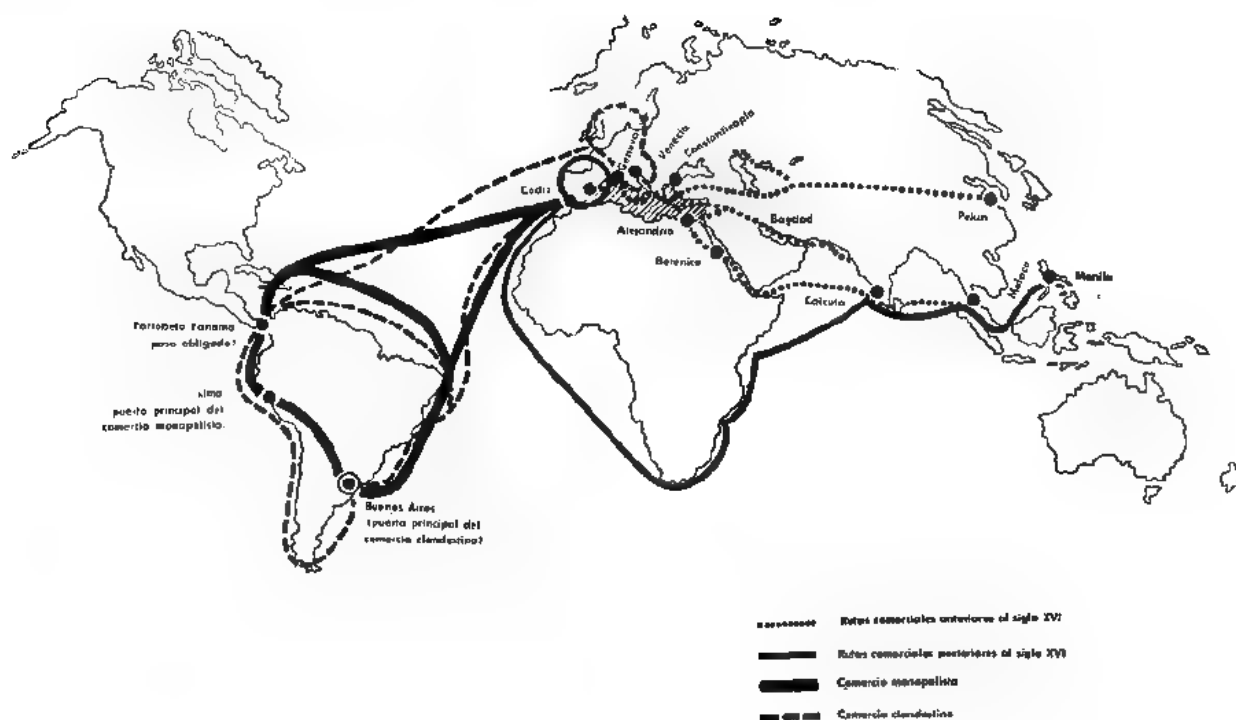 Genova
Venecia
Constantinopla
Cadiz
Pekin
Bagdad
Alejandria
Berenice
Calcuta
Malaca
Manila
Portobelo Panama
paso obligado)
Lima
puerto principal del
comercio monopolista.
Buenos Aires
(puerto principal del
comercio clandestino)
Rutas comerciales anteriores al siglo XVI
Rutas comerciales posteriores al siglo XVI
Comercio monopolista
Comercio clandestino